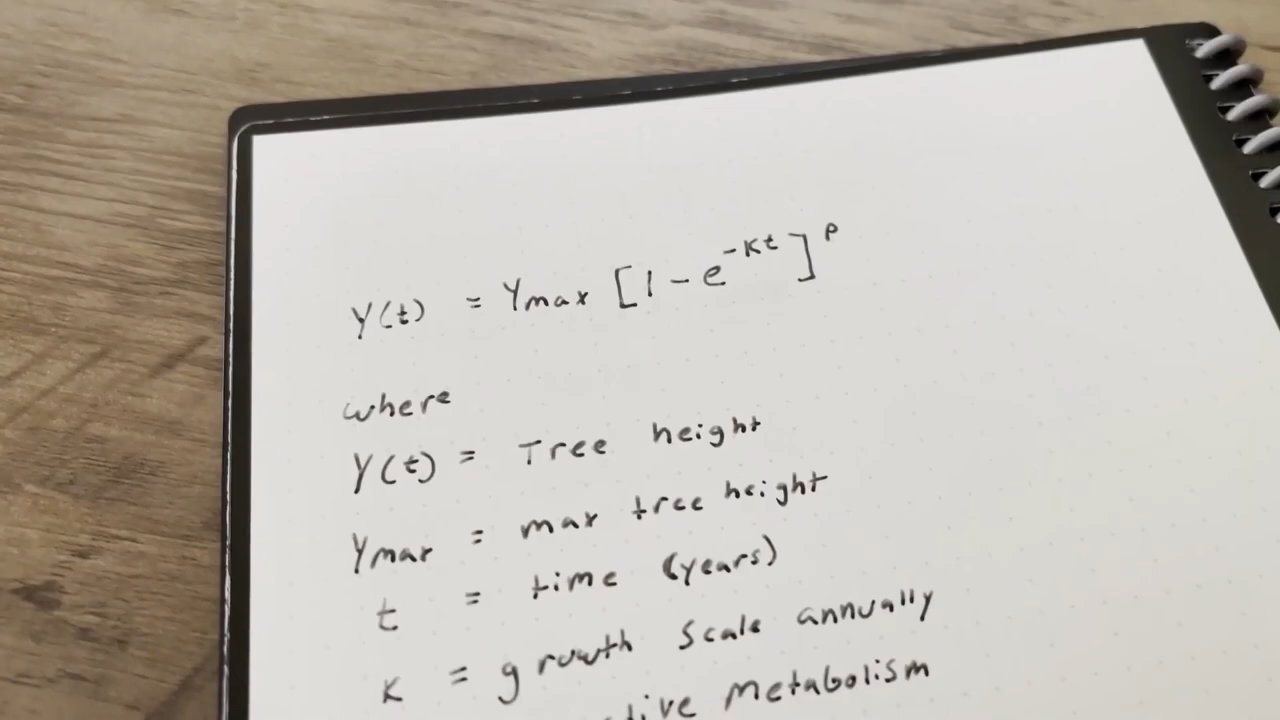 Y(t) = Ymax [1 - e^-Kt]^P
where
Y(t) = Tree height
Ymax = max tree height
t = time (years)
K = growth scale annually
metabolism